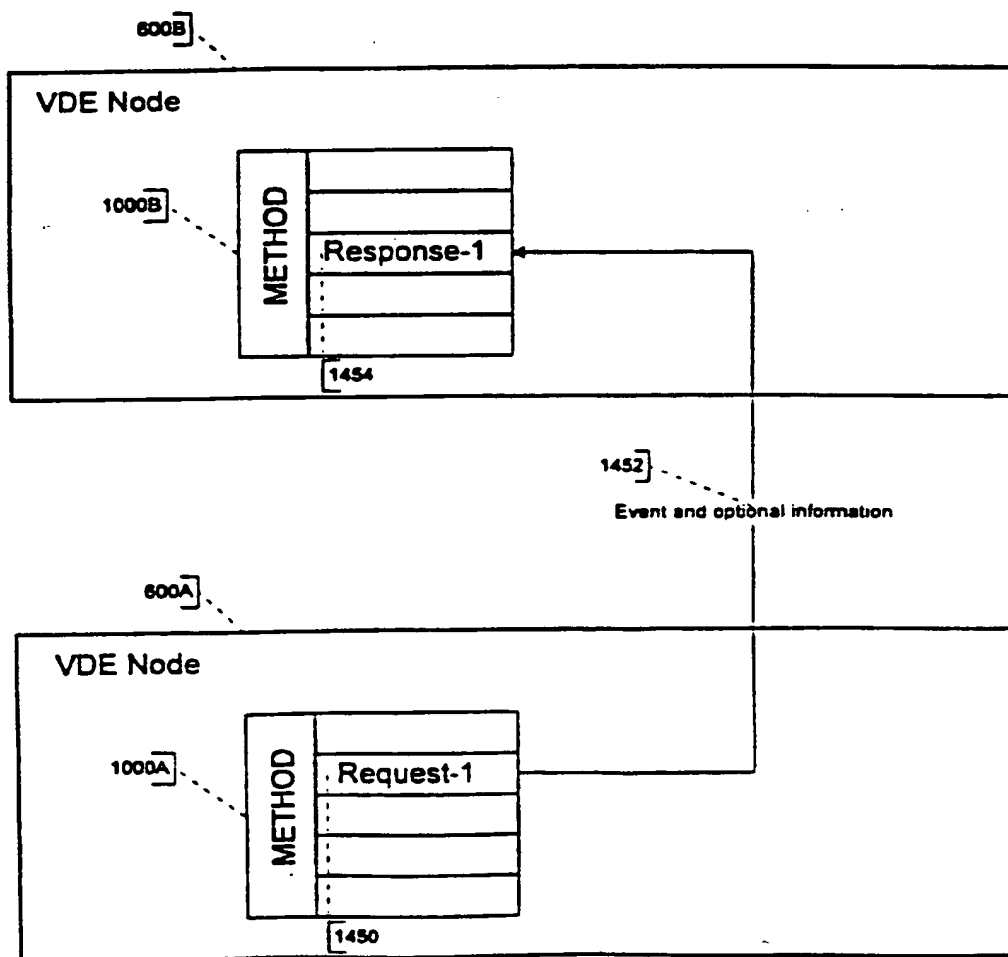 600B
VDE Node
1000B
METHOD
Response-1
1454
1452
Event and optional information
600A
VDE Node
1000A
METHOD
Request-1
1450